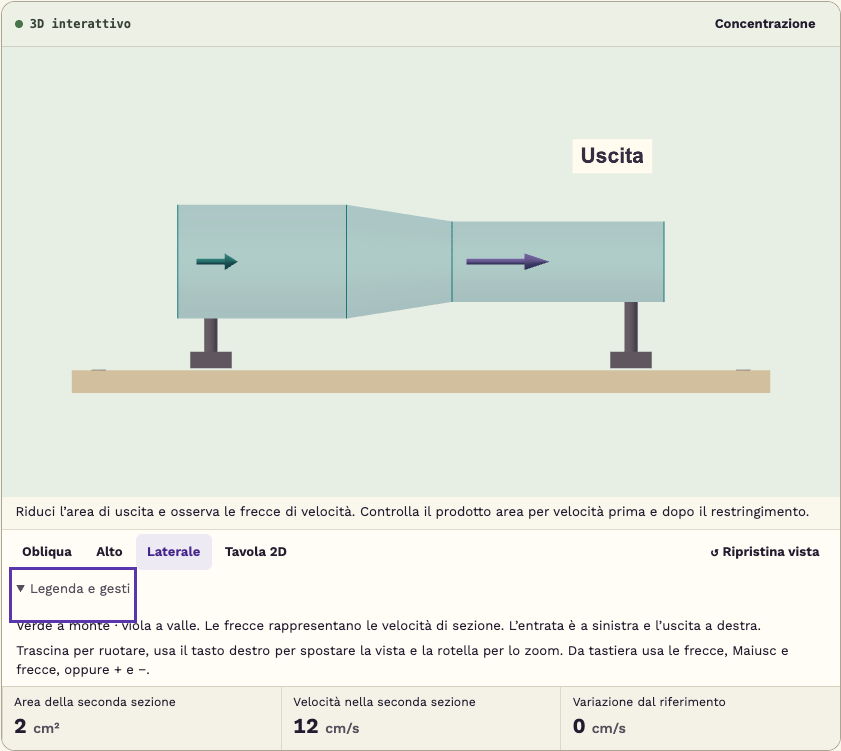 3D interattivo
Concentrazione
Uscita
Riduci l’area di uscita e osserva le frecce di velocità. Controlla il prodotto area per velocità prima e dopo il restringimento.
Obliqua
Alto
Laterale
Tavola 2D
↺ Ripristina vista
▼ Legenda e gesti
Verde a monte · viola a valle. Le frecce rappresentano le velocità di sezione. L’entrata è a sinistra e l’uscita a destra.
Trascina per ruotare, usa il tasto destro per spostare la vista e la rotella per lo zoom. Da tastiera usa le frecce, Maiusc e
frecce, oppure + e −.
Area della seconda sezione
2 cm²
Velocità nella seconda sezione
12 cm/s
Variazione dal riferimento
0 cm/s